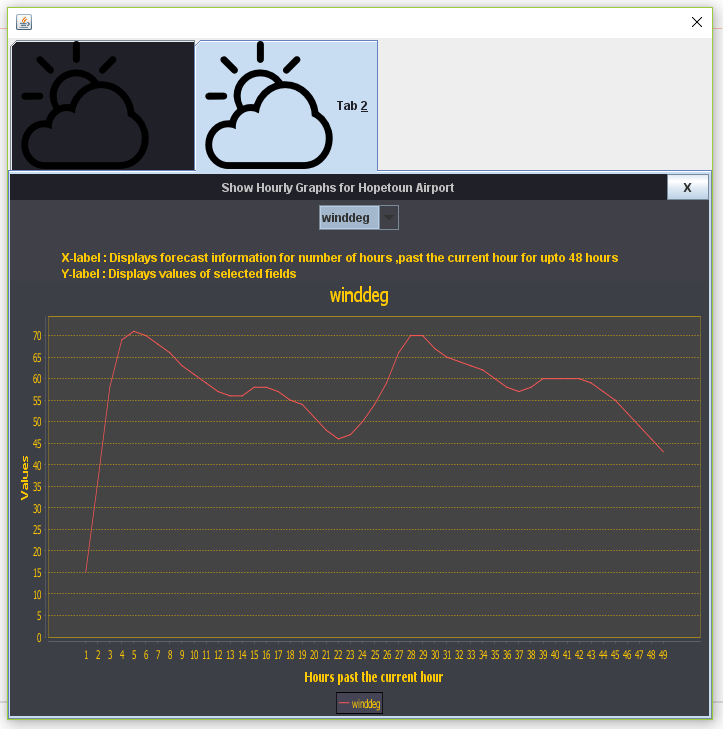 Tab 2
Show Hourly Graphs for Hopetoun Airport
X
winddeg
X-label : Displays forecast information for number of hours ,past the current hour for upto 48 hours
Y-label : Displays values of selected fields
winddeg
Values
70
65
60
55
50
45
40
35
30
25
20
15
10
5
0
1 2 3 4 5 6 7 8 9 10 11 12 13 14 15 16 17 18 19 20 21 22 23 24 25 26 27 28 29 30 31 32 33 34 35 36 37 38 39 40 41 42 43 44 45 46 47 48 49
Hours past the current hour
winddeg